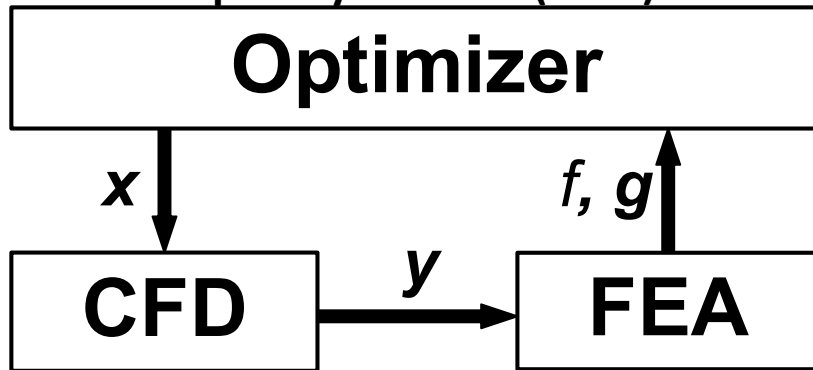 Optimizer
x
f, g
y
CFD
FEA